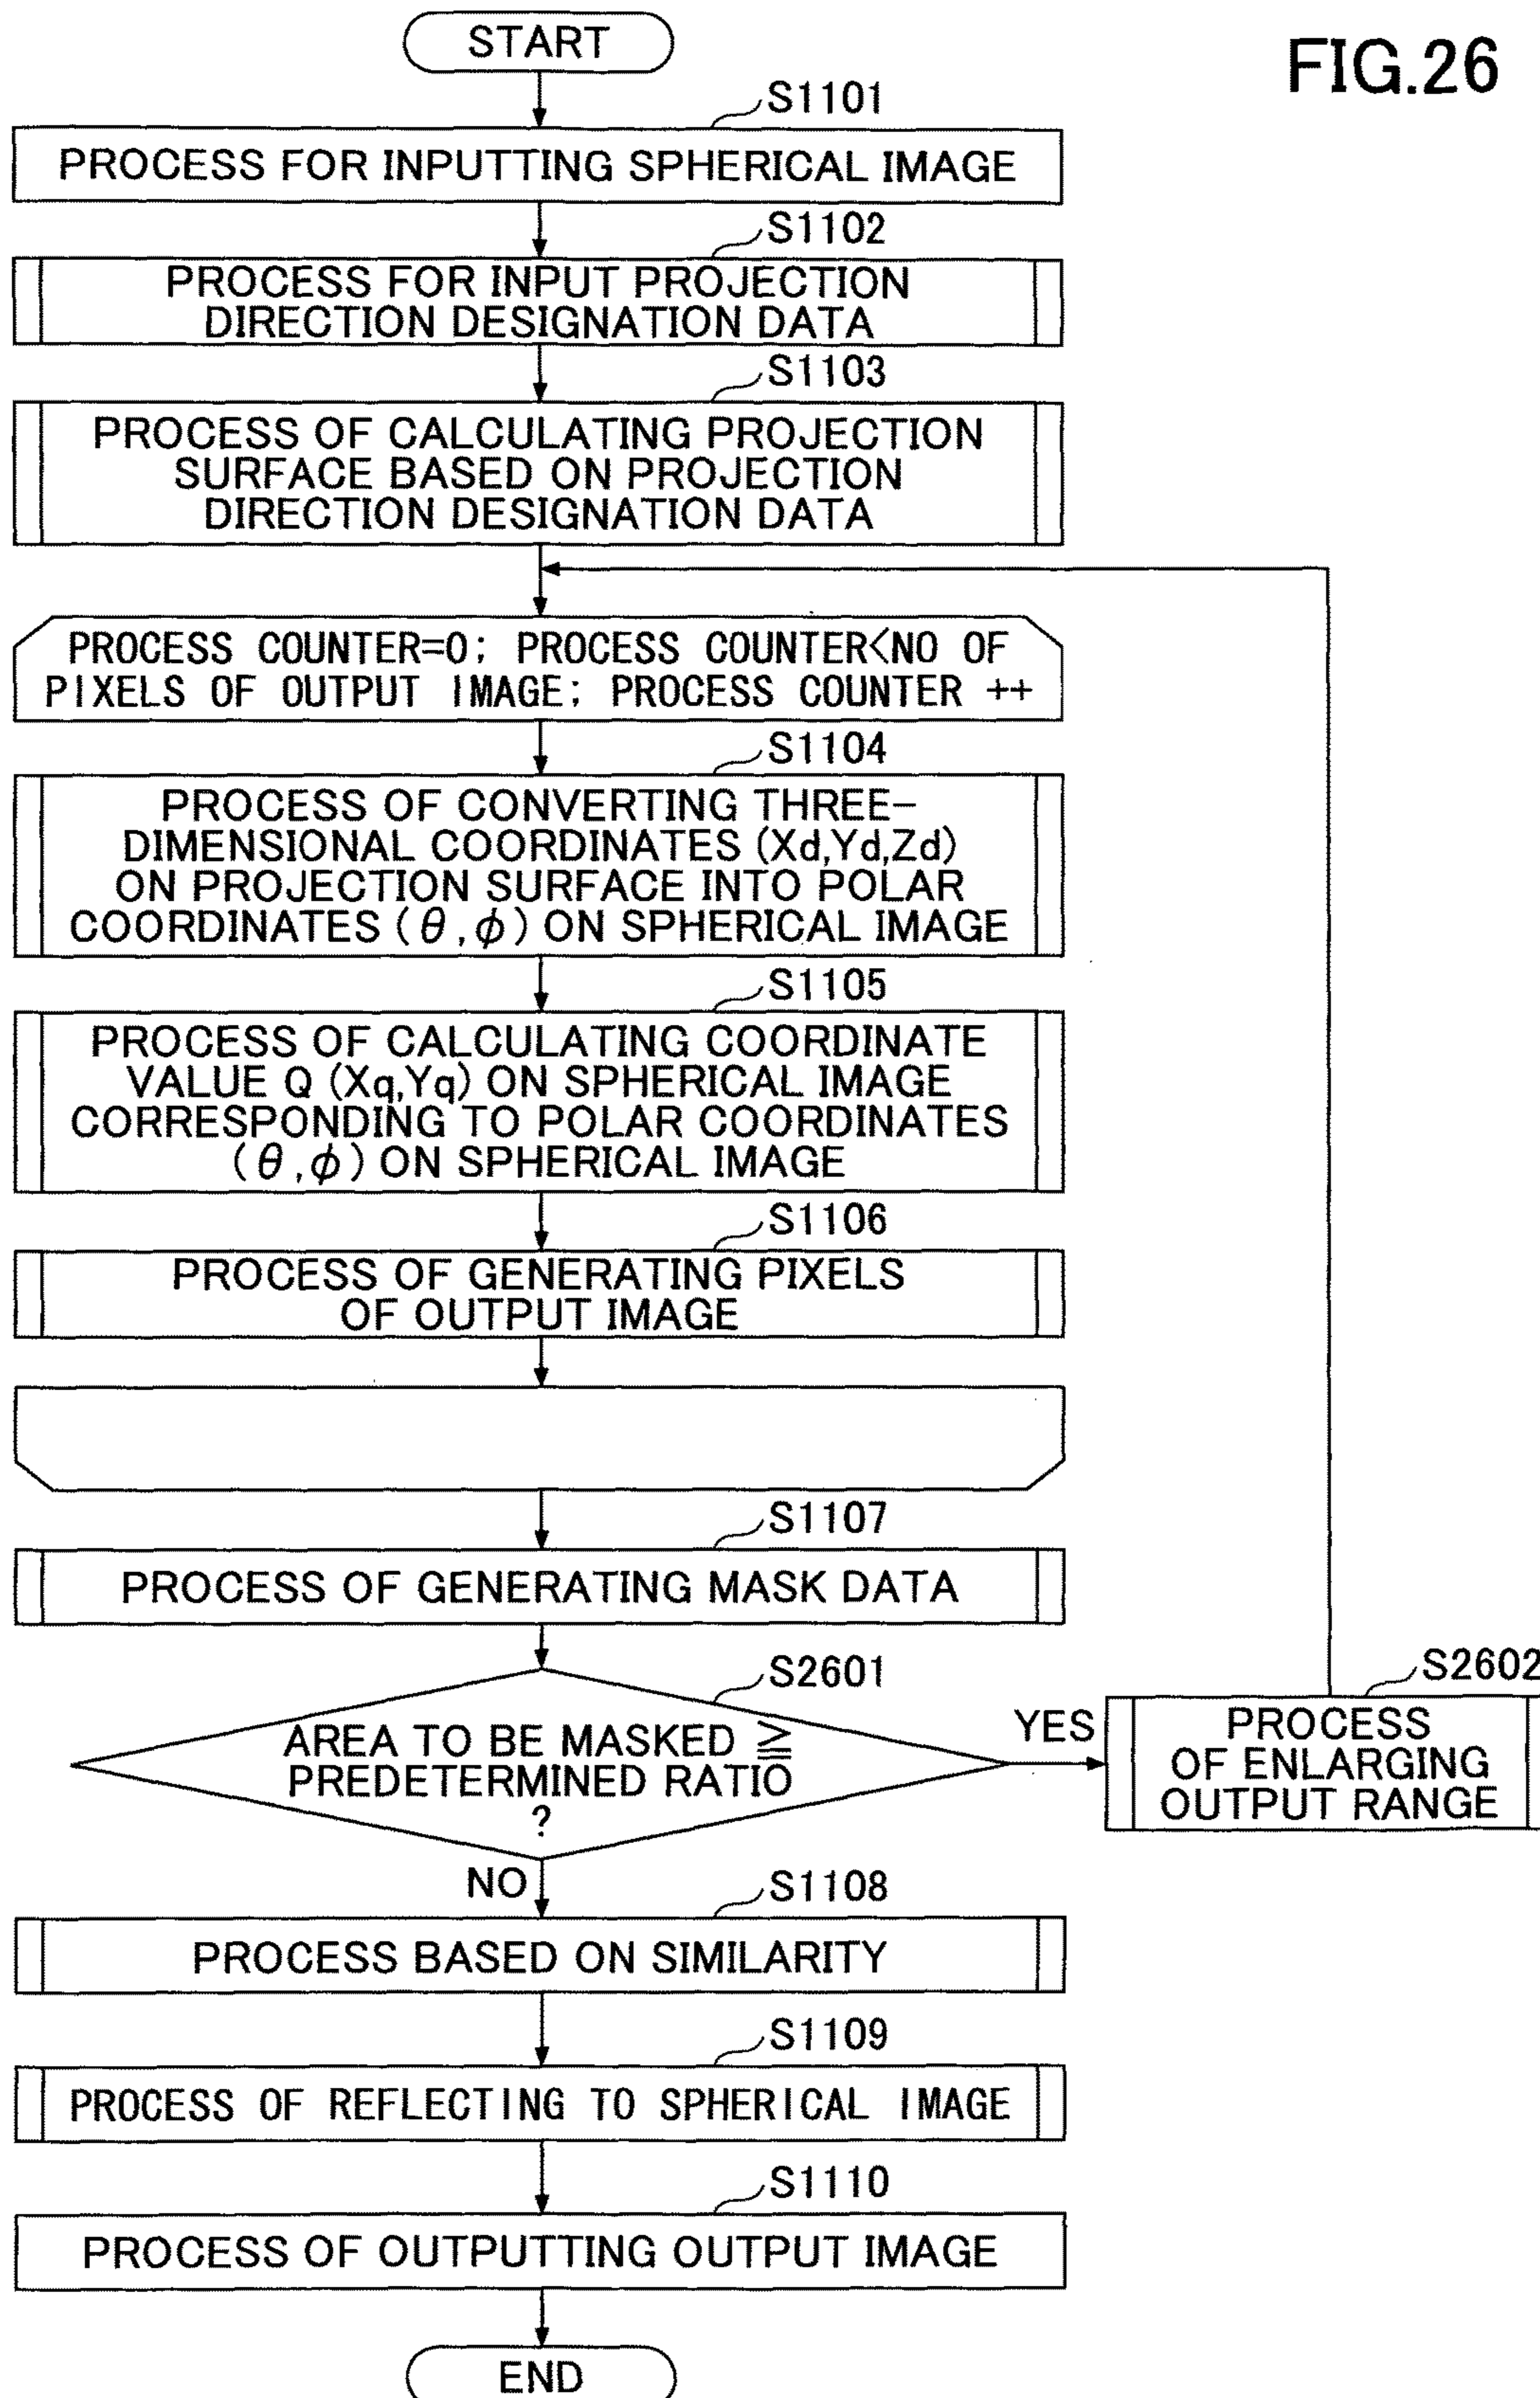 START
FIG.26
S1101
PROCESS FOR INPUTTING SPHERICAL IMAGE
S1102
PROCESS FOR INPUT PROJECTION
DIRECTION DESIGNATION DATA
S1103
PROCESS OF CALCULATING PROJECTION
SURFACE BASED ON PROJECTION
DIRECTION DESIGNATION DATA
PROCESS COUNTER=0; PROCESS COUNTER<NO OF
PIXELS OF OUTPUT IMAGE; PROCESS COUNTER ++
S1104
PROCESS OF CONVERTING THREE-
DIMENSIONAL COORDINATES (Xd,Yd,Zd)
ON PROJECTION SURFACE INTO POLAR
COORDINATES (θ,ϕ) ON SPHERICAL IMAGE
S1105
PROCESS OF CALCULATING COORDINATE
VALUE Q (Xq,Yq) ON SPHERICAL IMAGE
CORRESPONDING TO POLAR COORDINATES
(θ,ϕ) ON SPHERICAL IMAGE
S1106
PROCESS OF GENERATING PIXELS
OF OUTPUT IMAGE
S1107
PROCESS OF GENERATING MASK DATA
S2601
AREA TO BE MASKED ≧
PREDETERMINED RATIO
?
YES
S2602
PROCESS
OF ENLARGING
OUTPUT RANGE
NO
S1108
PROCESS BASED ON SIMILARITY
S1109
PROCESS OF REFLECTING TO SPHERICAL IMAGE
S1110
PROCESS OF OUTPUTTING OUTPUT IMAGE
END